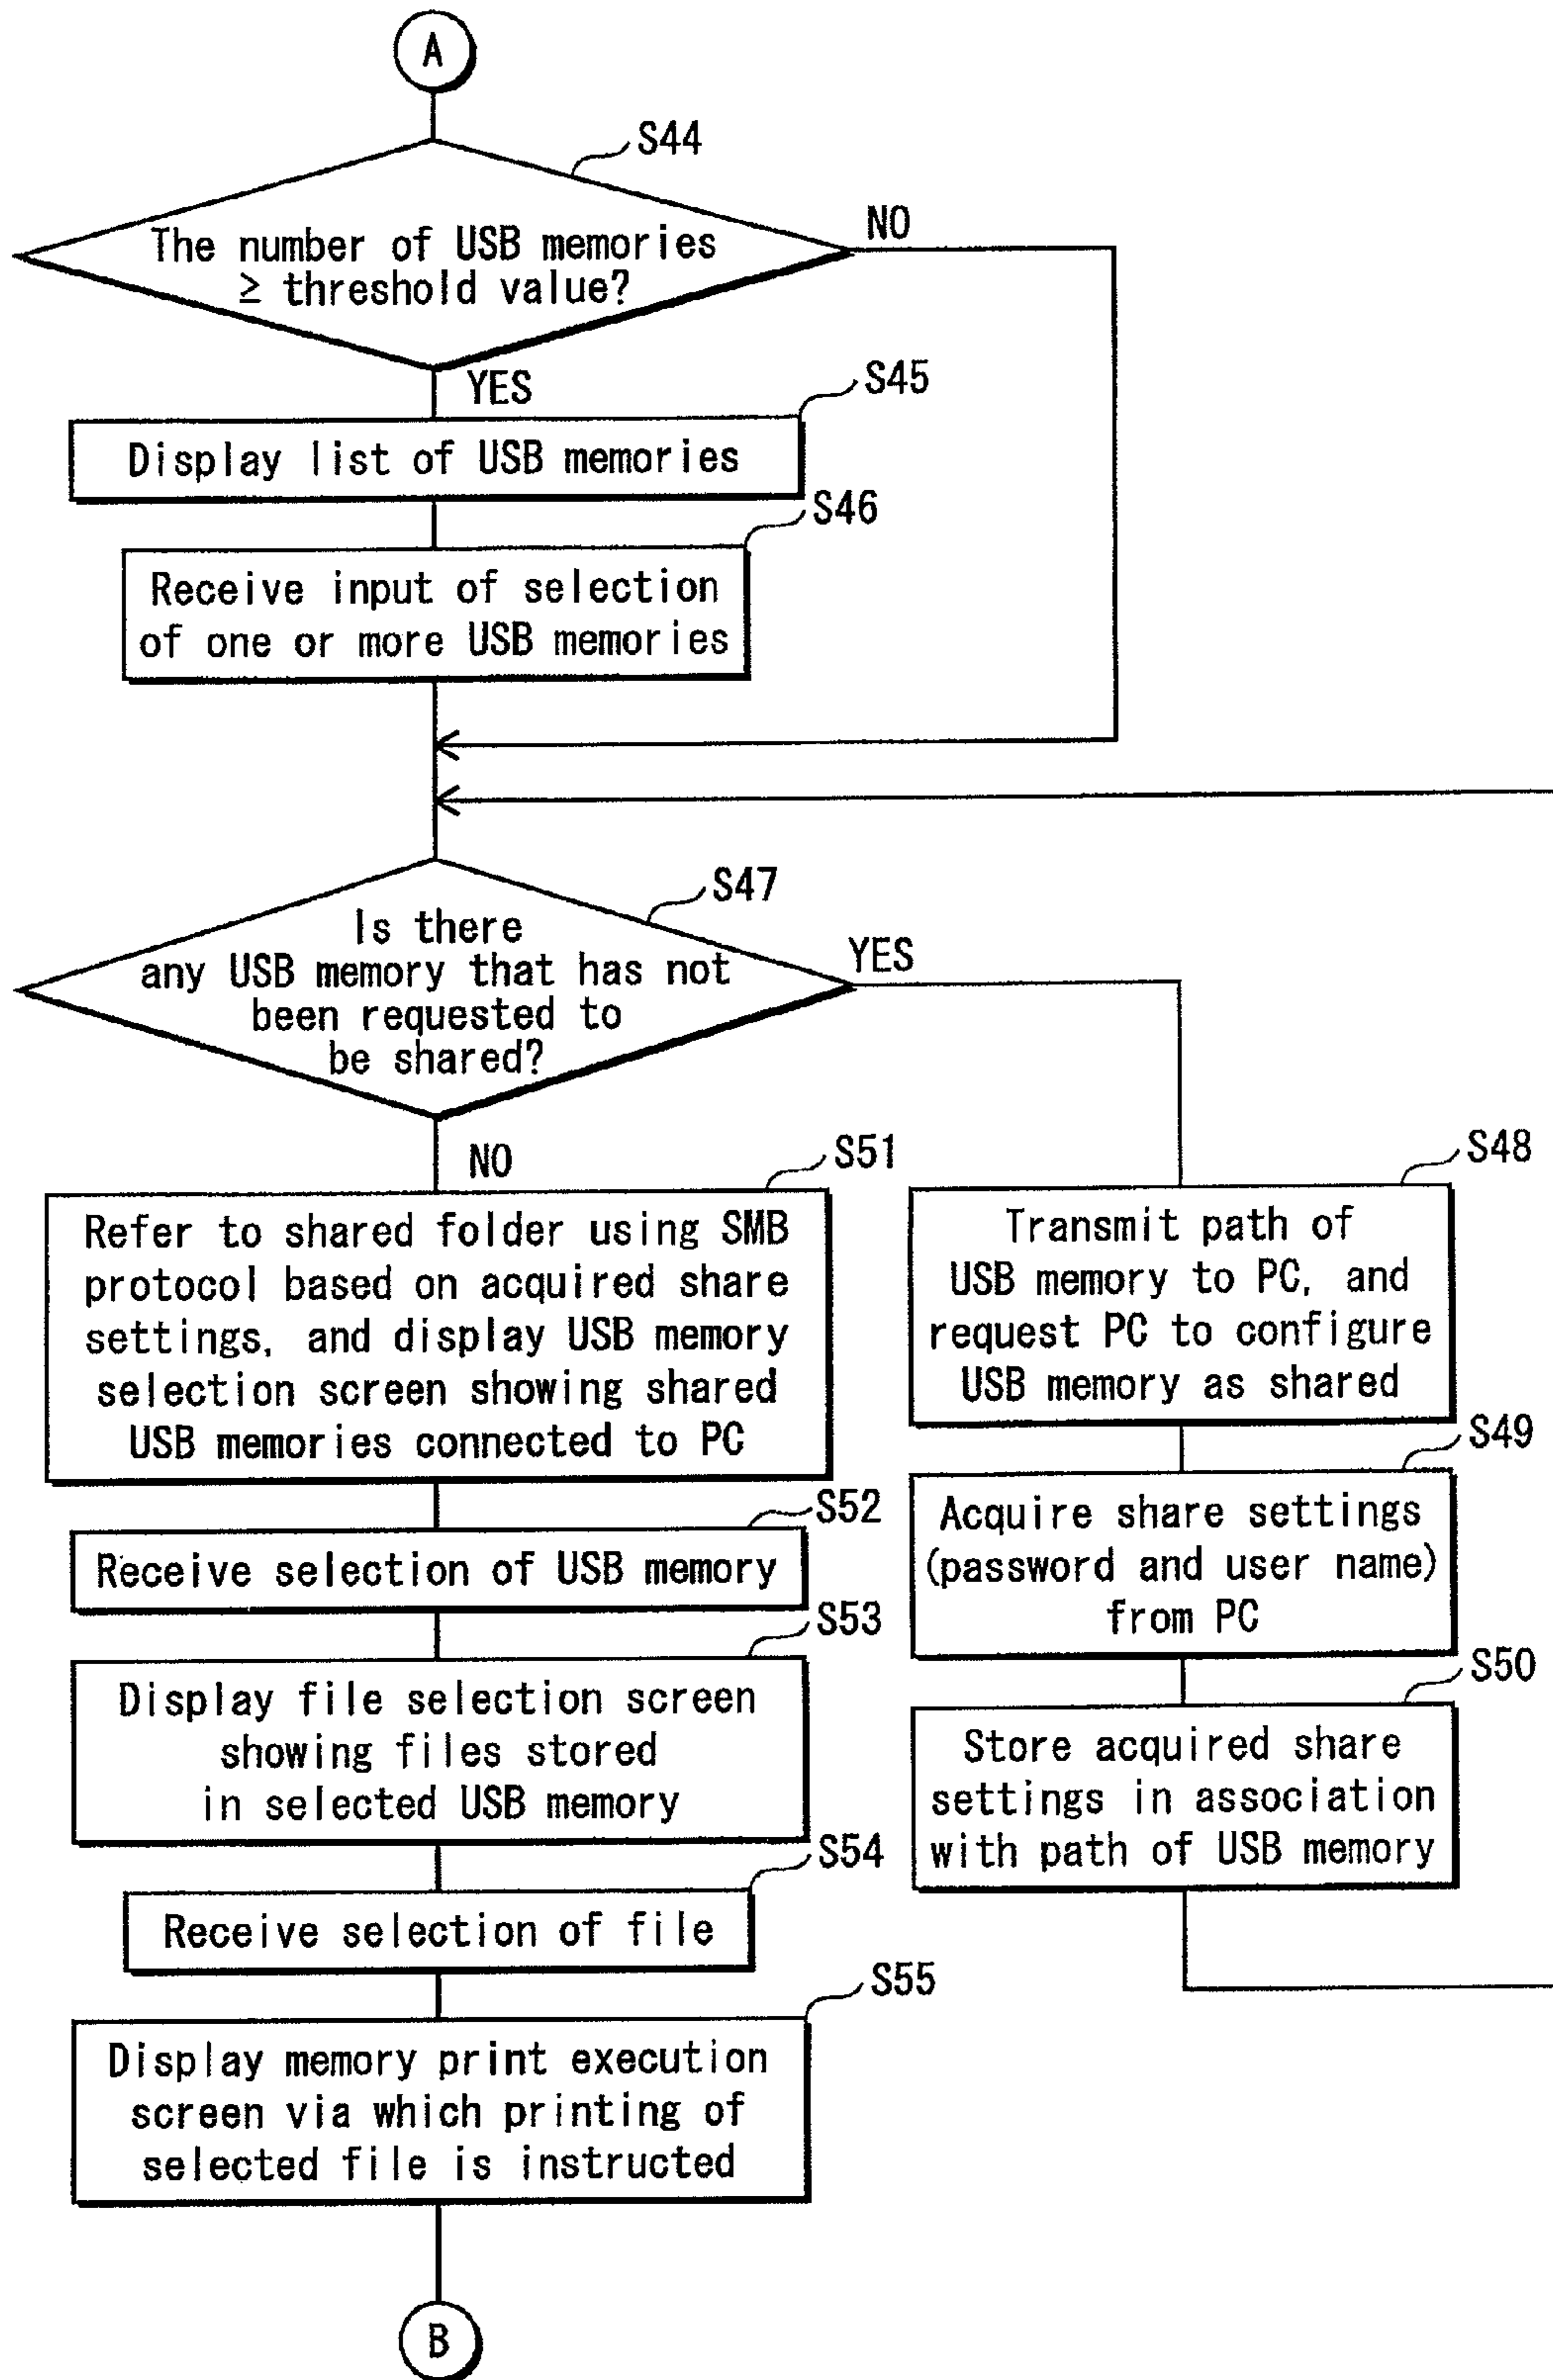 A
S44
The number of USB memories
≥ threshold value?
NO
YES
S45
Display list of USB memories
S46
Receive input of selection
of one or more USB memories
S47
Is there
any USB memory that has not
been requested to
be shared?
YES
NO
S51
Refer to shared folder using SMB
protocol based on acquired share
settings, and display USB memory
selection screen showing shared
USB memories connected to PC
S52
Receive selection of USB memory
S53
Display file selection screen
showing files stored
in selected USB memory
S54
Receive selection of file
S55
Display memory print execution
screen via which printing of
selected file is instructed
B
S48
Transmit path of
USB memory to PC, and
request PC to configure
USB memory as shared
S49
Acquire share settings
(password and user name)
from PC
S50
Store acquired share
settings in association
with path of USB memory